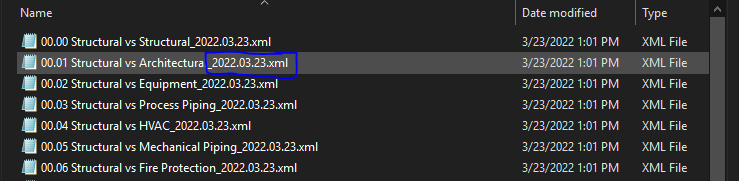 Name Date modified Type
00.00 Structural vs Structural_2022.03.23.xml 3/23/2022 1:01 PM XML File
00.01 Structural vs Architectural_2022.03.23.xml 3/23/2022 1:01 PM XML File
00.02 Structural vs Equipment_2022.03.23.xml 3/23/2022 1:01 PM XML File
00.03 Structural vs Process Piping_2022.03.23.xml 3/23/2022 1:01 PM XML File
00.04 Structural vs HVAC_2022.03.23.xml 3/23/2022 1:01 PM XML File
00.05 Structural vs Mechanical Piping_2022.03.23.xml 3/23/2022 1:01 PM XML File
00.06 Structural vs Fire Protection_2022.03.23.xml 3/23/2022 1:01 PM XML File